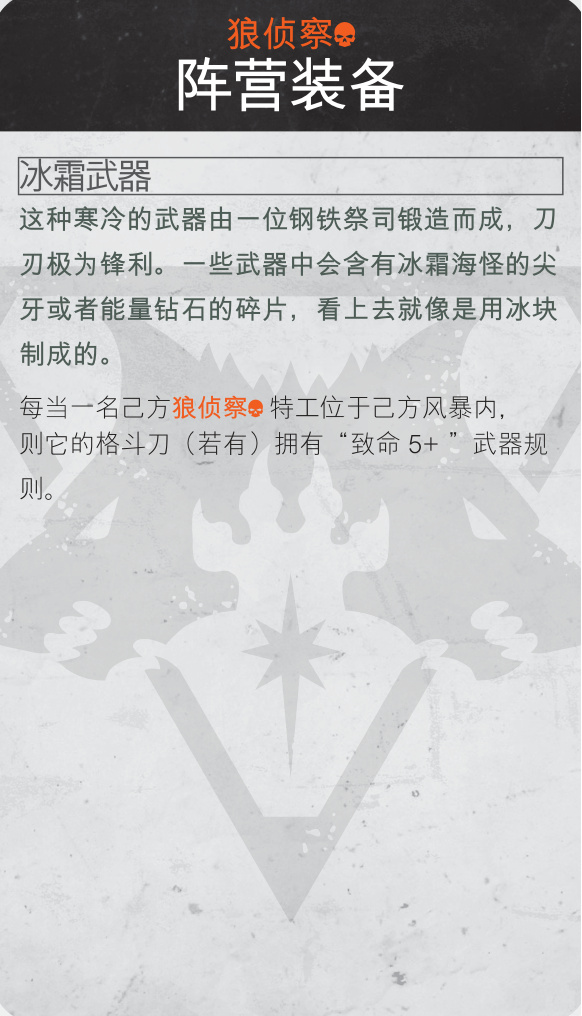 狼侦察
阵营装备
冰霜武器
这种寒冷的武器由一位钢铁祭司锻造而成，刀
刃极为锋利。一些武器中会含有冰霜海怪的尖
牙或者能量钻石的碎片，看上去就像是用冰块
制成的。
每当一名己方狼侦察 特工位于己方风暴内，
则它的格斗刀（若有）拥有“致命 5+ ”武器规
则。